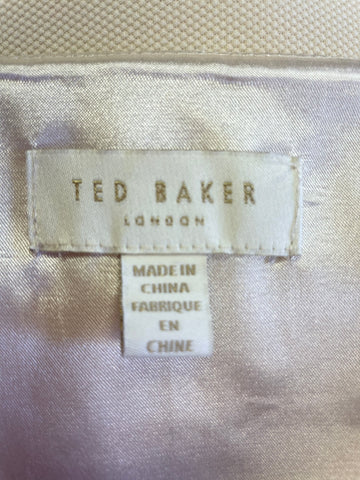 TED BAKER
LONDON
MADE IN
CHINA
FABRIQUE
EN
CHINE